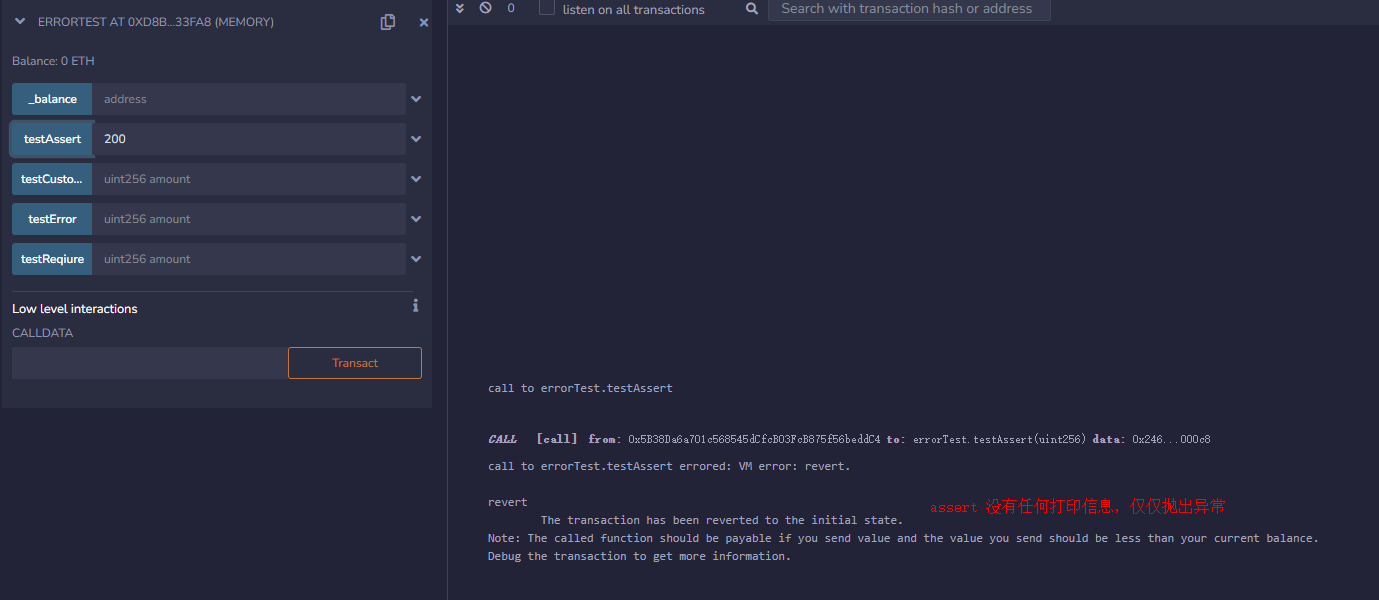 ERRORTEST AT 0XD8B...33FA8 (MEMORY)
Balance: 0 ETH
_balance address
testAssert 200
testCusto... uint256 amount
testError uint256 amount
testReqiure uint256 amount
Low level interactions
CALLDATA
Transact
0 listen on all transactions Search with transaction hash or address
call to errorTest.testAssert
CALL [call] from: 0x5B38Da6a701c568545dCfcB03FcB875f56beddC4 to: errorTest.testAssert(uint256) data: 0x246...000c8
call to errorTest.testAssert errored: VM error: revert.
revert
assert 没有任何打印信息，仅仅抛出异常
The transaction has been reverted to the initial state.
Note: The called function should be payable if you send value and the value you send should be less than your current balance.
Debug the transaction to get more information.